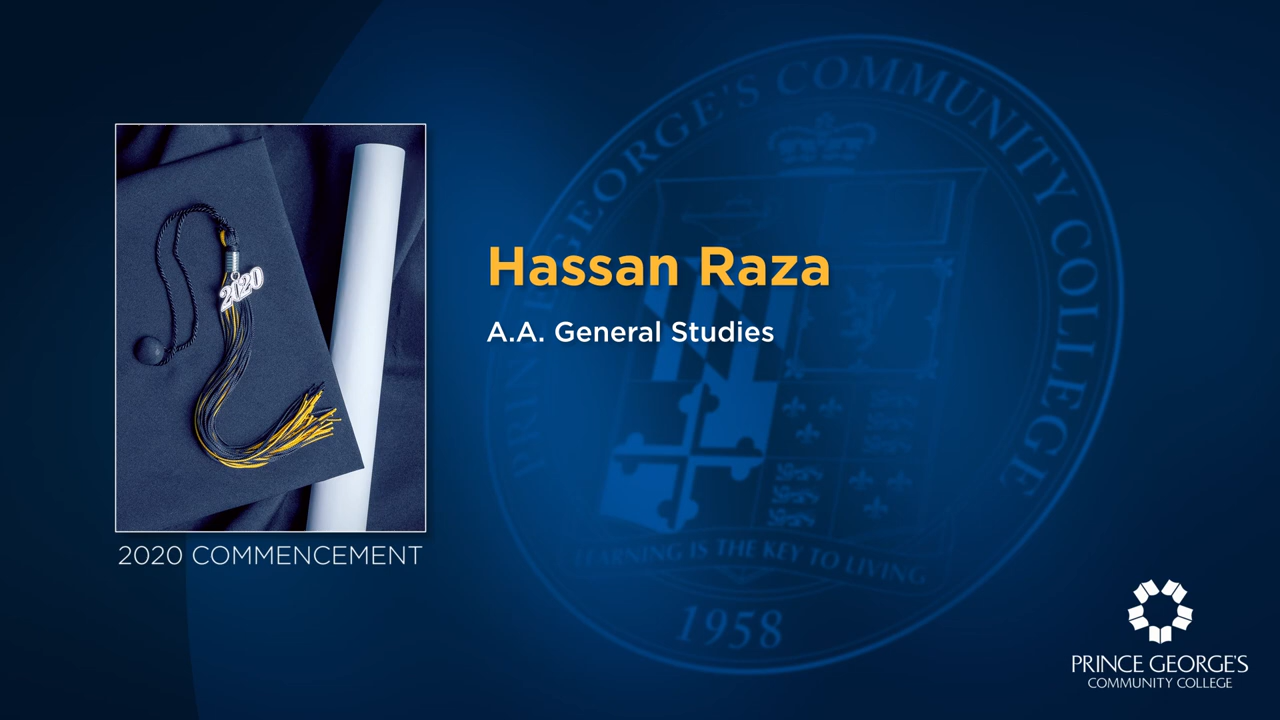 PRINCE GEORGE'S COMMUNITY COLLEGE
2020
Hassan Raza
A.A. General Studies
2020 COMMENCEMENT
LEARNING IS THE KEY TO LIVING
1958
PRINCE GEORGE'S
COMMUNITY COLLEGE